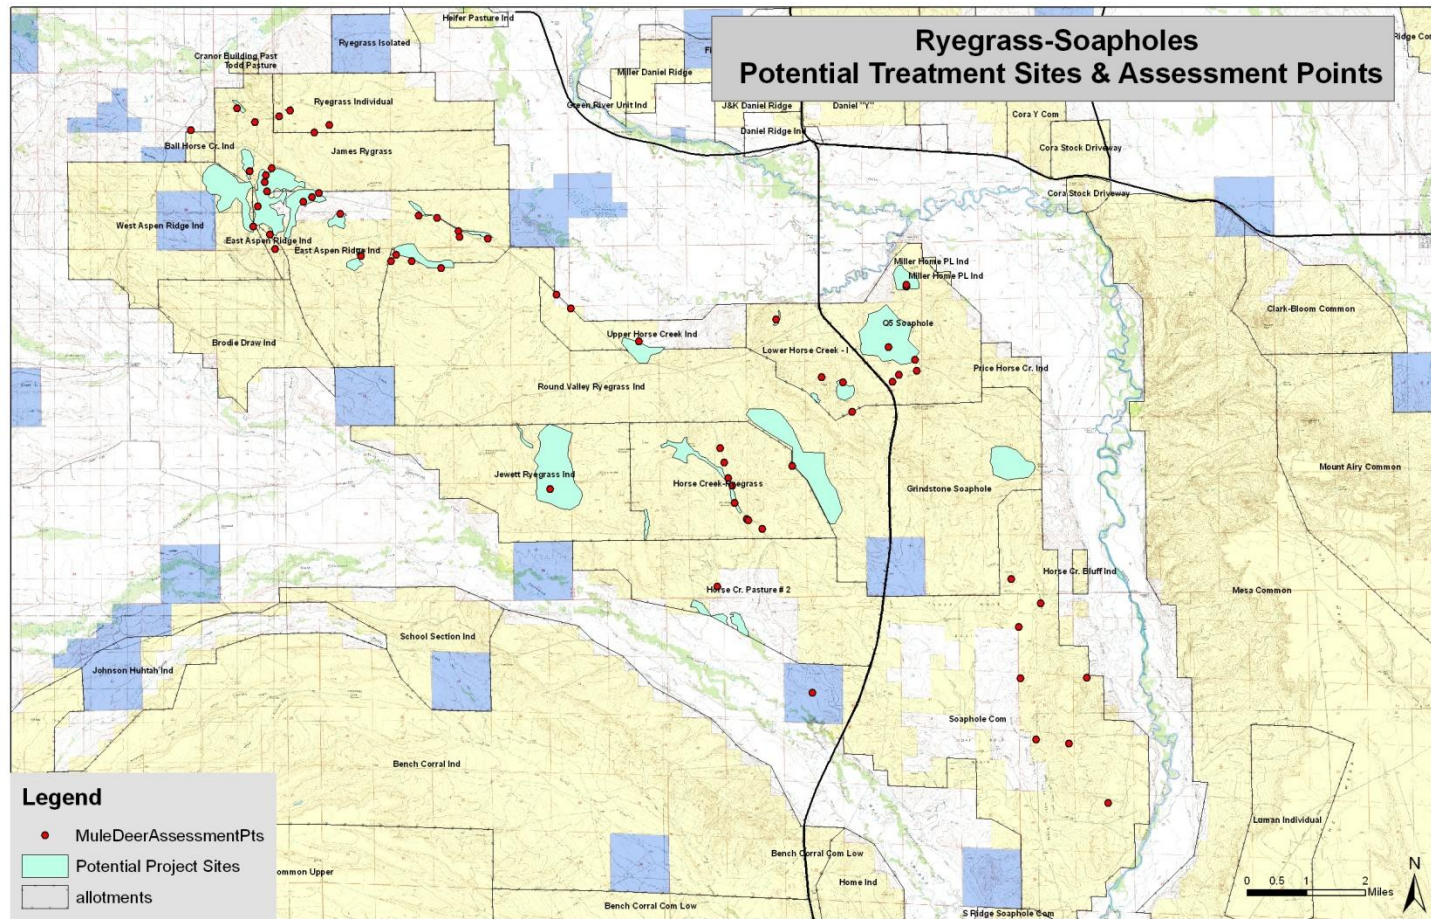 Ryegrass-Soapholes
Potential Treatment Sites & Assessment Points
Heifer Pasture Ind
Ryegrass Isolated
Cranor Building Past
Todd Pasture
Ryegrass Individual
Miller Daniel Ridge
Green River Unit Ind
J&K Daniel Ridge
Daniel "Y"
Daniel Ridge Ind
Cora Y Com
Cora Stock Driveway
Cora Stock Driveway
Ball Horse Cr. Ind
James Rygrass
West Aspen Ridge Ind
East Aspen Ridge Ind
East Aspen Ridge Ind
Miller Home PL Ind
Miller Home PL Ind
Clark-Bloom Common
Q5 Soaphole
Upper Horse Creek Ind
Brodie Draw Ind
Lower Horse Creek - I
Price Horse Cr. Ind
Round Valley Ryegrass Ind
Mount Airy Common
Jewett Ryegrass Ind
Horse Creek-Ryegrass
Grindstone Soaphole
Horse Cr. Bluff Ind
Horse Cr. Pasture # 2
Mesa Common
School Section Ind
Johnson Huhtah Ind
Soaphole Com
Bench Corral Ind
Luman Individual
Bench Corral Com Low
Home Ind
Bench Corral Com Low
S Ridge Soaphole Com
ommon Upper
Legend
MuleDeerAssessmentPts
Potential Project Sites
allotments
N
0 0.5 1 2
Miles